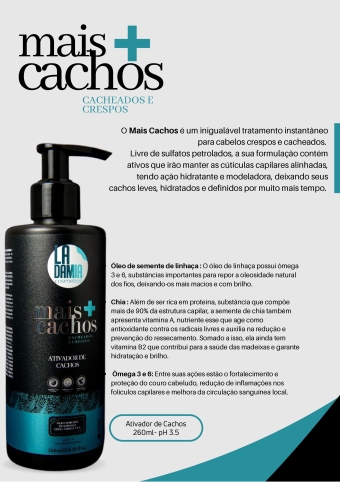 mais+
cachos
CACHEADOS E
CRESPOS
O Mais Cachos é um inigualável tratamento instantâneo
para cabelos crespos e cacheados.
Livre de sulfatos petrolados, a sua formulação contém
ativos que irão manter as cúticulas capilares alinhadas,
tendo ação hidratante e modeladora, deixando seus
cachos leves, hidratados e definidos por muito mais tempo.
LA
DAMIA
mais+
cachos
CACHEADOS
E CRESPOS
ATIVADOR DE
CACHOS
Óleo de semente de linhaça : O óleo de linhaça possui ômega
3 e 6, substâncias importantes para repor a oleosidade natural
dos fios, deixando-os mais macios e com brilho.
Chia : Além de ser rica em proteína, substância que compõe
mais de 90% da estrutura capilar, a semente de chia também
apresenta vitamina A, nutriente esse que age como
antioxidante contra os radicais livres e auxilia na redução e
prevenção do ressecamento. Somado a isso, ela ainda tem
vitamina B2 que contribui para a saúde das madeixas e garante
hidratação e brilho.
Ômega 3 e 6: Entre suas ações estão o fortalecimento e
proteção do couro cabeludo, redução de inflamações nos
folículos capilares e melhora da circulação sanguínea local.
Ativador de Cachos
260ml- pH 3.5